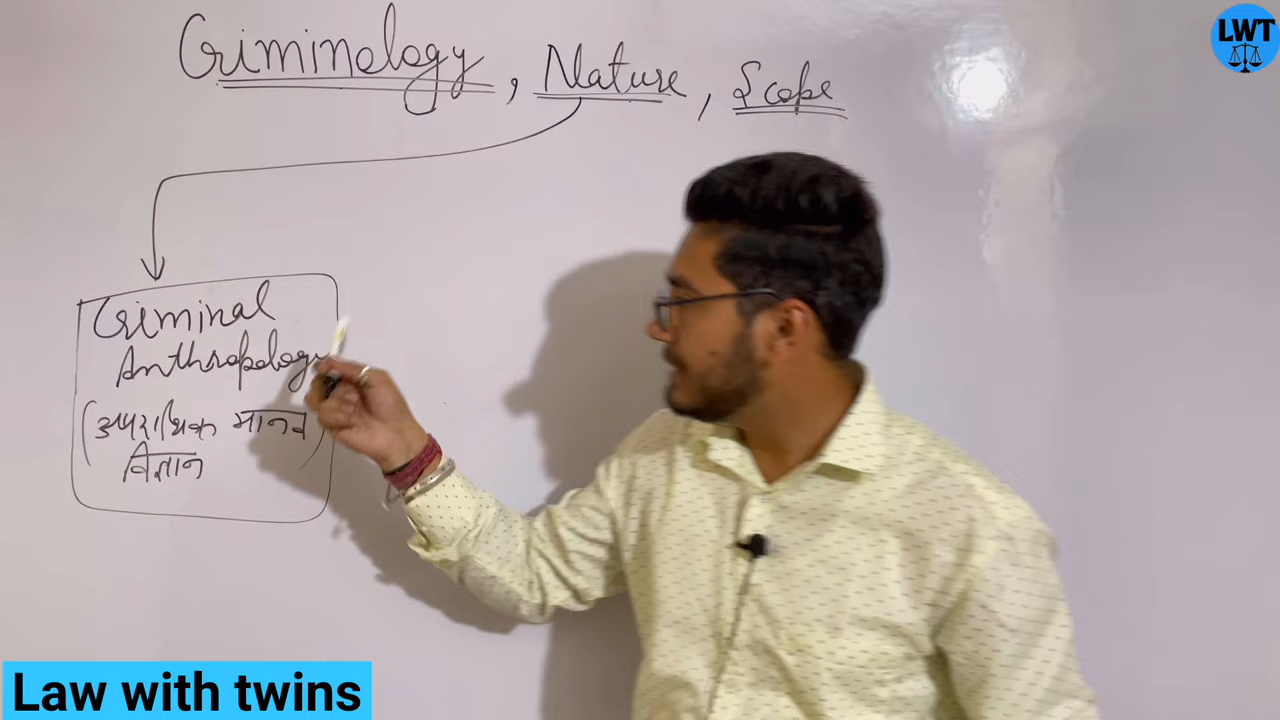 LWT
Criminology, Nature, Scope
Criminal
Anthropology
(अपराधिक मानव
विज्ञान)
Law with twins